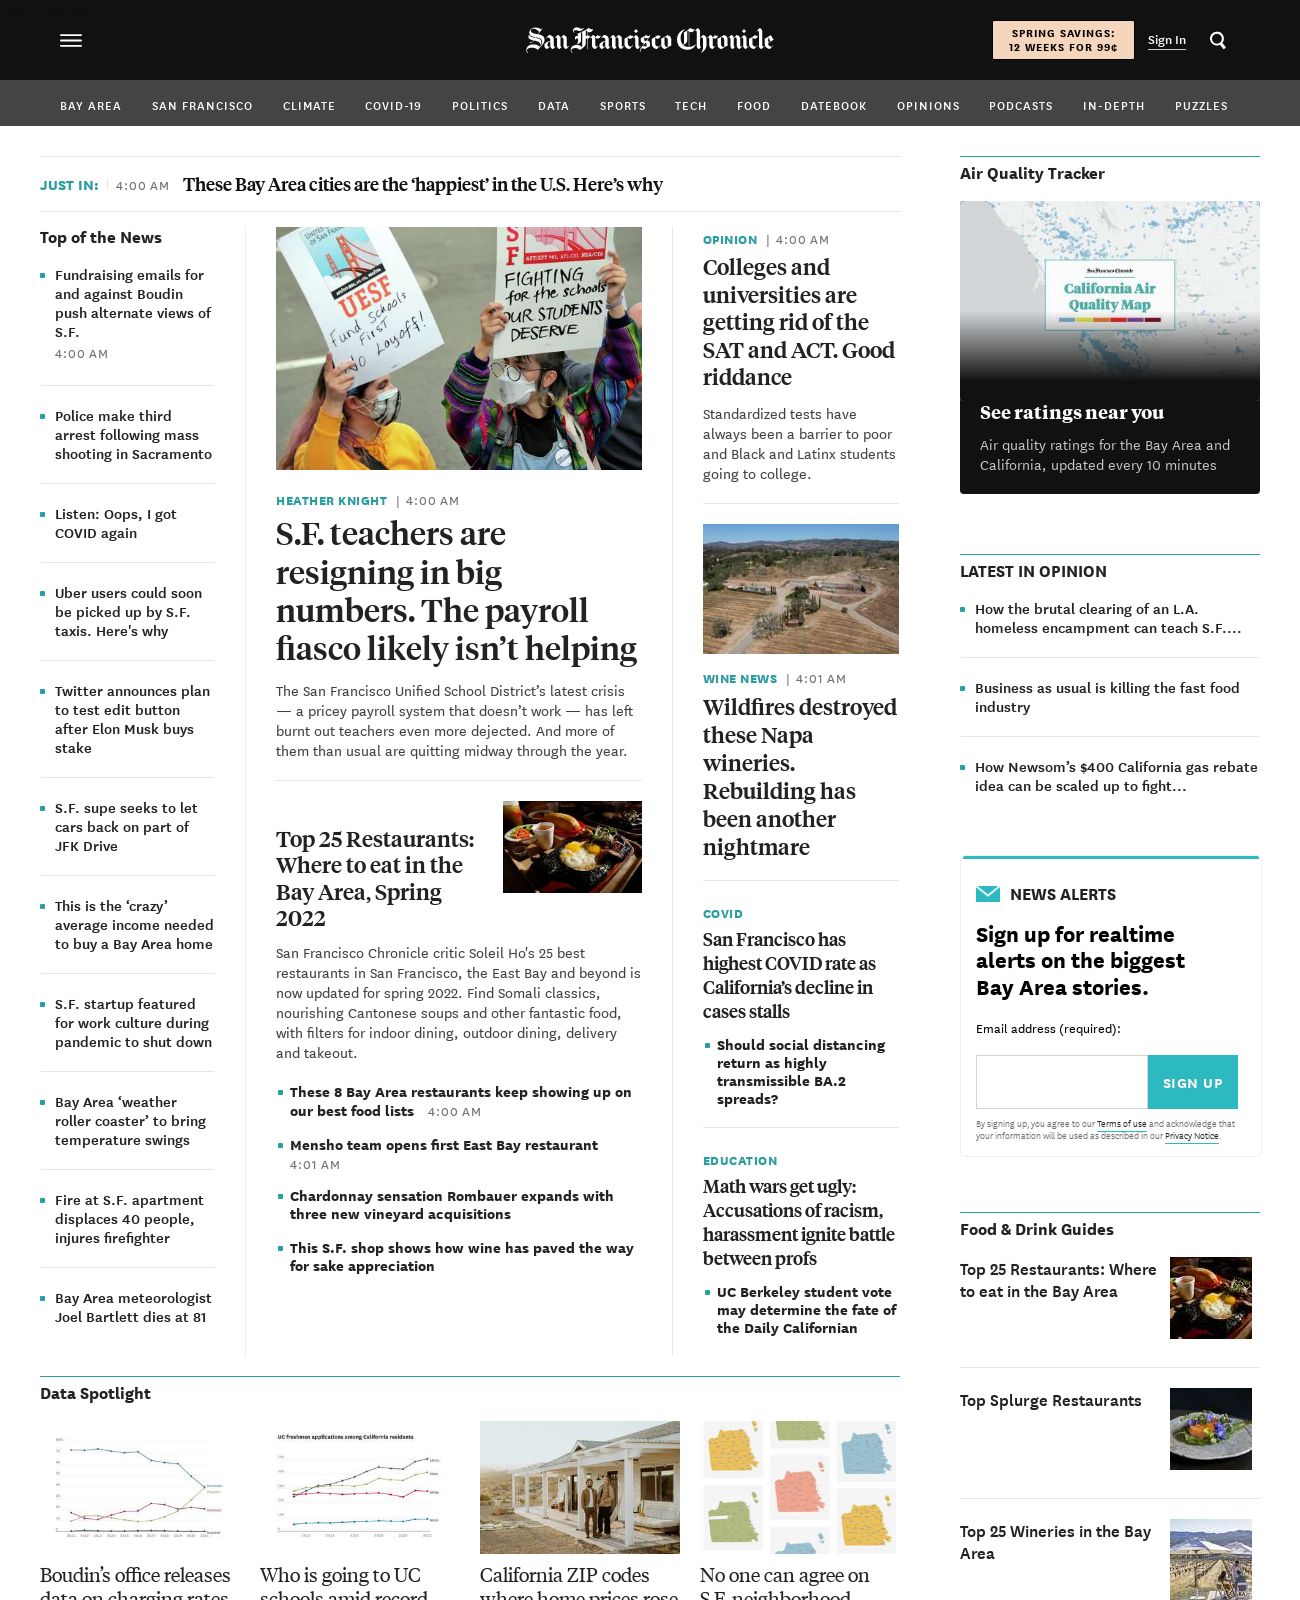 San Francisco Chronicle
SPRING SAVINGS:
12 WEEKS FOR 99¢
Sign In
BAY AREA SAN FRANCISCO CLIMATE COVID-19 POLITICS DATA SPORTS TECH FOOD DATEBOOK OPINIONS PODCASTS IN-DEPTH PUZZLES
JUST IN: 4:00 AM These Bay Area cities are the ‘happiest’ in the U.S. Here’s why
Top of the News
Fundraising emails for
and against Boudin
push alternate views of
S.F.
4:00 AM
Police make third
arrest following mass
shooting in Sacramento
Listen: Oops, I got
COVID again
Uber users could soon
be picked up by S.F.
taxis. Here's why
Twitter announces plan
to test edit button
after Elon Musk buys
stake
S.F. supe seeks to let
cars back on part of
JFK Drive
This is the ‘crazy’
average income needed
to buy a Bay Area home
S.F. startup featured
for work culture during
pandemic to shut down
Bay Area ‘weather
roller coaster’ to bring
temperature swings
Fire at S.F. apartment
displaces 40 people,
injures firefighter
Bay Area meteorologist
Joel Bartlett dies at 81
UNITED EDUCATORS
OF SAN FRANCISCO
UESF
Fund Schools
First
No Layoff!
SF
FIGHTING
for the schools
OUR STUDENTS
DESERVE
HEATHER KNIGHT | 4:00 AM
S.F. teachers are
resigning in big
numbers. The payroll
fiasco likely isn’t helping
The San Francisco Unified School District’s latest crisis
— a pricey payroll system that doesn’t work — has left
burnt out teachers even more dejected. And more of
them than usual are quitting midway through the year.
Top 25 Restaurants:
Where to eat in the
Bay Area, Spring
2022
San Francisco Chronicle critic Soleil Ho's 25 best
restaurants in San Francisco, the East Bay and beyond is
now updated for spring 2022. Find Somali classics,
nourishing Cantonese soups and other fantastic food,
with filters for indoor dining, outdoor dining, delivery
and takeout.
These 8 Bay Area restaurants keep showing up on
our best food lists 4:00 AM
Mensho team opens first East Bay restaurant
4:01 AM
Chardonnay sensation Rombauer expands with
three new vineyard acquisitions
This S.F. shop shows how wine has paved the way
for sake appreciation
OPINION | 4:00 AM
Colleges and
universities are
getting rid of the
SAT and ACT. Good
riddance
Standardized tests have
always been a barrier to poor
and Black and Latinx students
going to college.
WINE NEWS | 4:01 AM
Wildfires destroyed
these Napa
wineries.
Rebuilding has
been another
nightmare
COVID
San Francisco has
highest COVID rate as
California’s decline in
cases stalls
Should social distancing
return as highly
transmissible BA.2
spreads?
EDUCATION
Math wars get ugly:
Accusations of racism,
harassment ignite battle
between profs
UC Berkeley student vote
may determine the fate of
the Daily Californian
Data Spotlight
UC freshmen applications among California residents
Boudin’s office releases
data on charging rates
Who is going to UC
schools amid record
California ZIP codes
where home prices rose
No one can agree on
S.F. neighborhood
Air Quality Tracker
San Francisco Chronicle
California Air
Quality Map
See ratings near you
Air quality ratings for the Bay Area and
California, updated every 10 minutes
LATEST IN OPINION
How the brutal clearing of an L.A.
homeless encampment can teach S.F....
Business as usual is killing the fast food
industry
How Newsom’s $400 California gas rebate
idea can be scaled up to fight...
NEWS ALERTS
Sign up for realtime
alerts on the biggest
Bay Area stories.
Email address (required):
SIGN UP
By signing up, you agree to our Terms of use and acknowledge that
your information will be used as described in our Privacy Notice.
Food & Drink Guides
Top 25 Restaurants: Where
to eat in the Bay Area
Top Splurge Restaurants
Top 25 Wineries in the Bay
Area